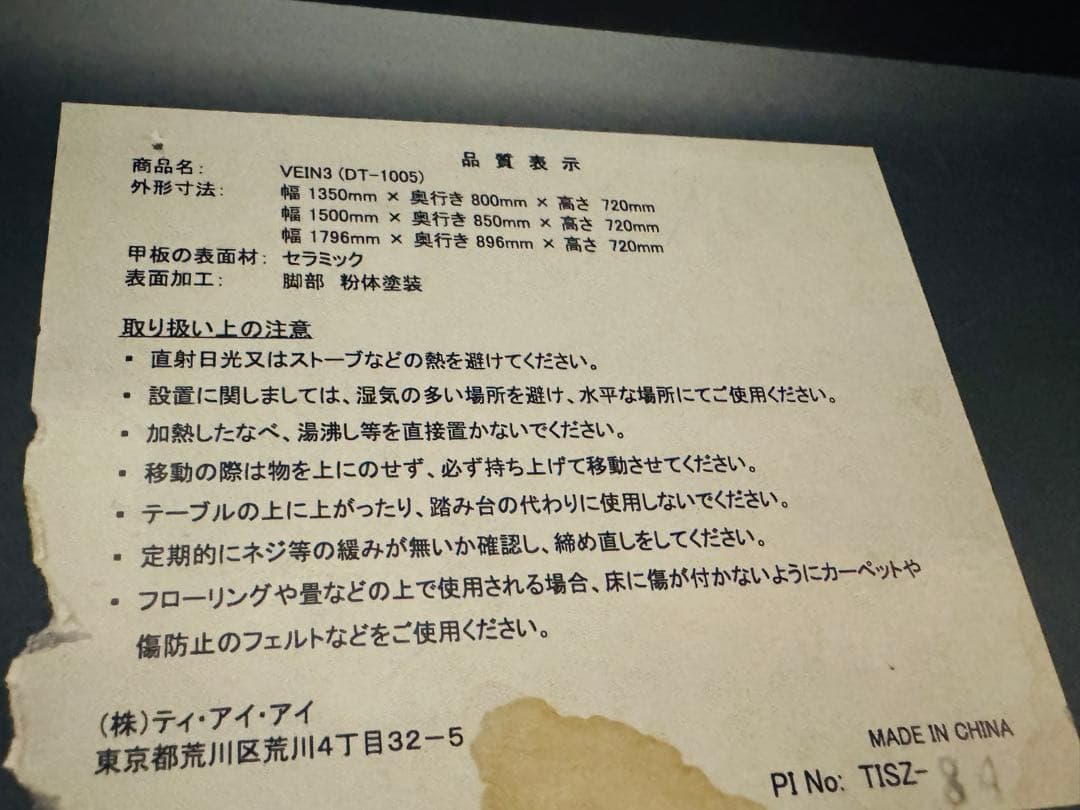 品質表示
商品名： VEIN3 (DT-1005)
外形寸法： 幅 1350mm × 奥行き 800mm × 高さ 720mm
幅 1500mm × 奥行き 850mm × 高さ 720mm
幅 1796mm × 奥行き 896mm × 高さ 720mm
甲板の表面材： セラミック
表面加工： 脚部 粉体塗装
取り扱い上の注意
▪ 直射日光又はストーブなどの熱を避けてください。
▪ 設置に関しましては、湿気の多い場所を避け、水平な場所にてご使用ください。
▪ 加熱したなべ、湯沸し等を直接置かないでください。
▪ 移動の際は物を上にのせず、必ず持ち上げて移動させてください。
▪ テーブルの上に上がったり、踏み台の代わりに使用しないでください。
▪ 定期的にネジ等の緩みが無いか確認し、締め直しをしてください。
▪ フローリングや畳などの上で使用される場合、床に傷が付かないようにカーペットや
傷防止のフェルトなどをご使用ください。
（株）ティ・アイ・アイ
東京都荒川区荒川4丁目32－5
MADE IN CHINA
PI No: TISZ-